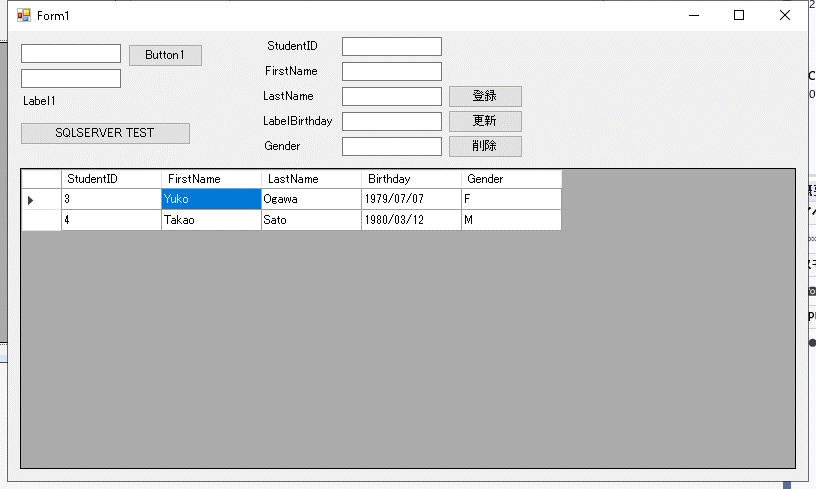 Form1
Button1
Label1
SQLSERVER TEST
StudentID
FirstName
LastName
登録
LabelBirthday
更新
Gender
削除
StudentID FirstName LastName Birthday Gender
3 Yuko Ogawa 1979/07/07 F
4 Takao Sato 1980/03/12 M